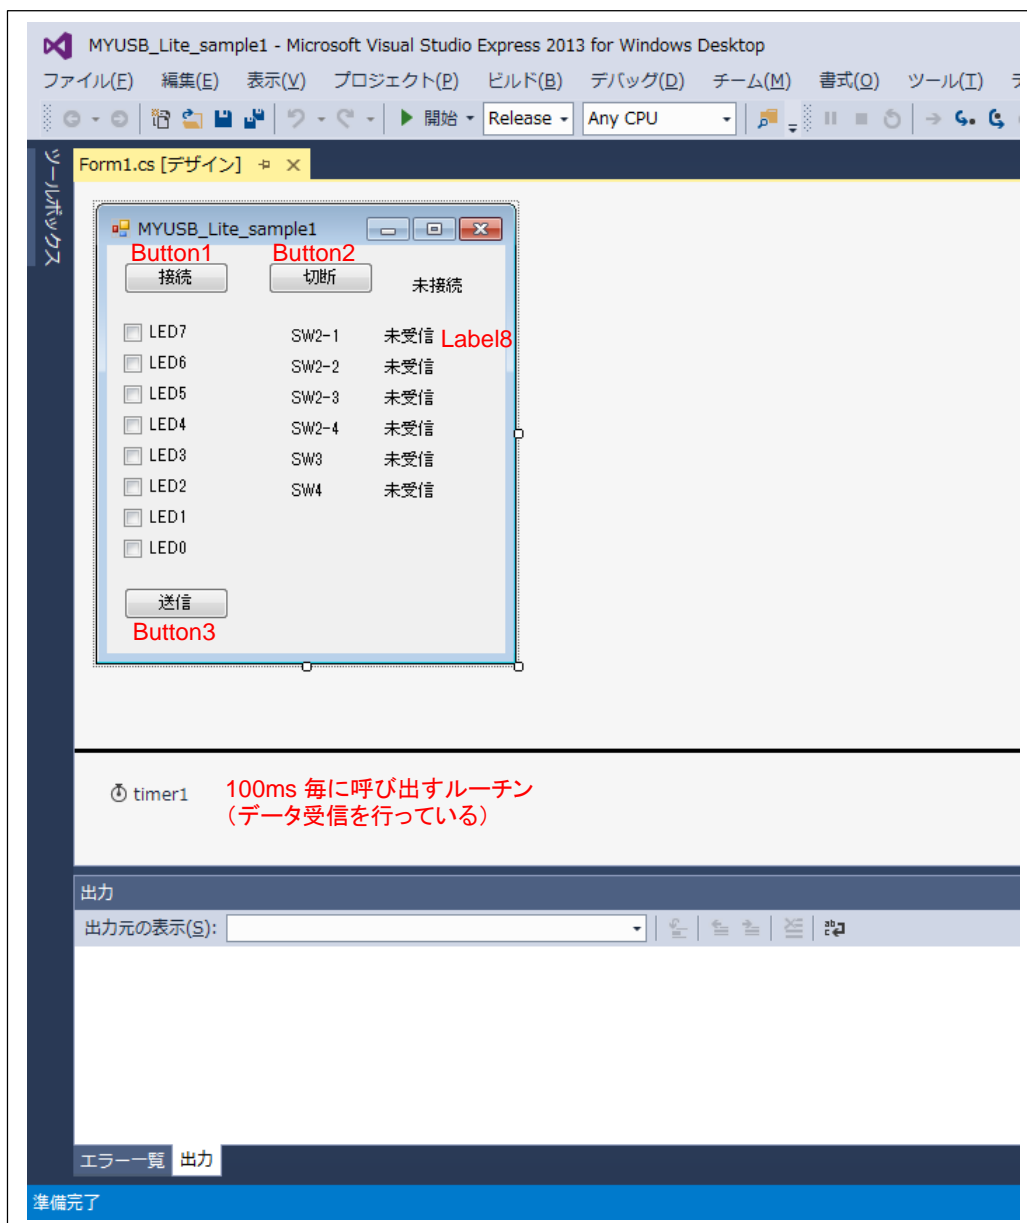 MYUSB_Lite_sample1 - Microsoft Visual Studio Express 2013 for Windows Desktop
ファイル(F) 編集(E) 表示(V) プロジェクト(P) ビルド(B) デバッグ(D) チーム(M) 書式(O) ツール(T)
開始 Release Any CPU
ツールボックス
Form1.cs [デザイン]
MYUSB_Lite_sample1
Button1 Button2
接続 切断 未接続
LED7 SW2-1 未受信 Label8
LED6 SW2-2 未受信
LED5 SW2-3 未受信
LED4 SW2-4 未受信
LED3 SW3 未受信
LED2 SW4 未受信
LED1
LED0
送信
Button3
timer1 100ms 毎に呼び出すルーチン
（データ受信を行っている）
出力
出力元の表示(S):
エラー一覧 出力
準備完了